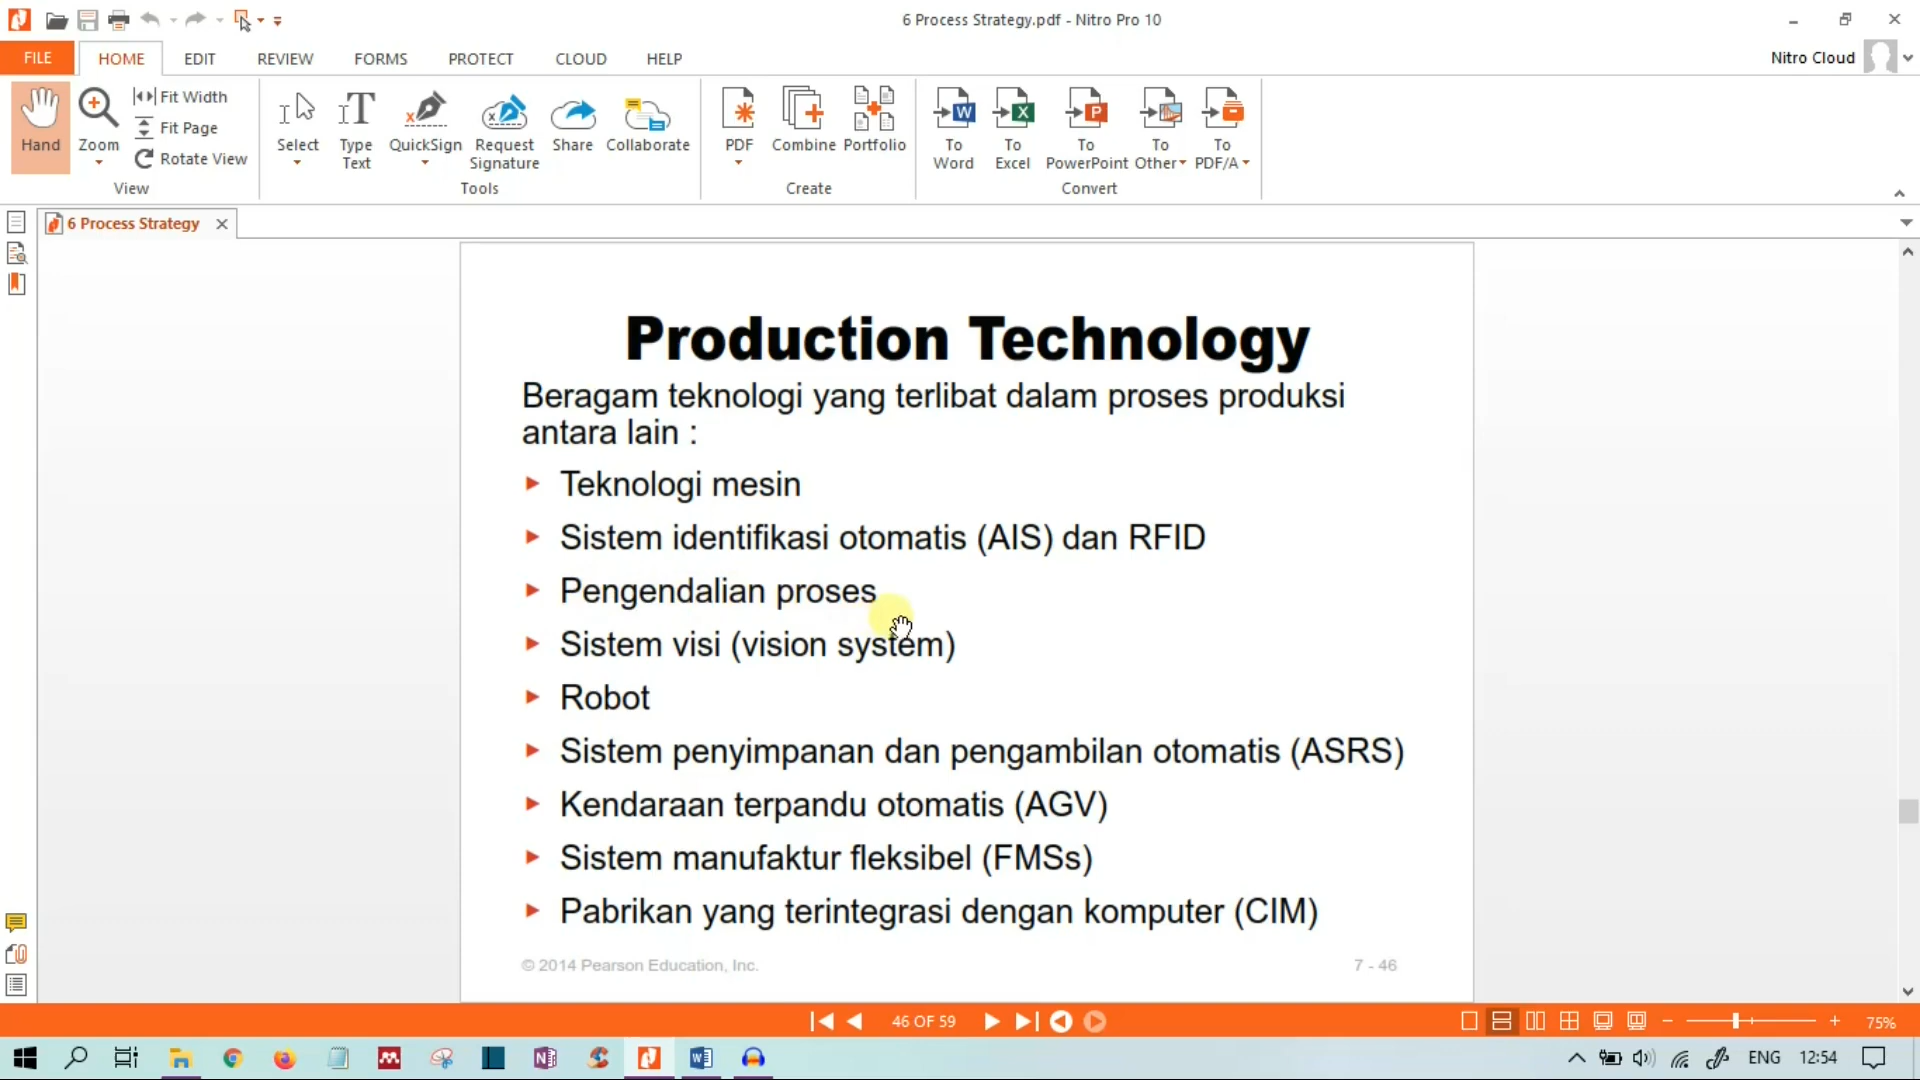 6 Process Strategy.pdf - Nitro Pro 10
FILE HOME EDIT REVIEW FORMS PROTECT CLOUD HELP
Nitro Cloud
Hand
Zoom
Fit Width
Fit Page
Rotate View
View
Select
Type
Text
QuickSign
Request
Signature
Share
Collaborate
Tools
PDF
Combine
Portfolio
Create
To
Word
To
Excel
To
PowerPoint
To
Other
To
PDF/A
Convert
6 Process Strategy
Production Technology
Beragam teknologi yang terlibat dalam proses produksi
antara lain :
Teknologi mesin
Sistem identifikasi otomatis (AIS) dan RFID
Pengendalian proses
Sistem visi (vision system)
Robot
Sistem penyimpanan dan pengambilan otomatis (ASRS)
Kendaraan terpandu otomatis (AGV)
Sistem manufaktur fleksibel (FMSs)
Pabrikan yang terintegrasi dengan komputer (CIM)
© 2014 Pearson Education, Inc.
7 - 46
46 OF 59
75%
ENG 12:54